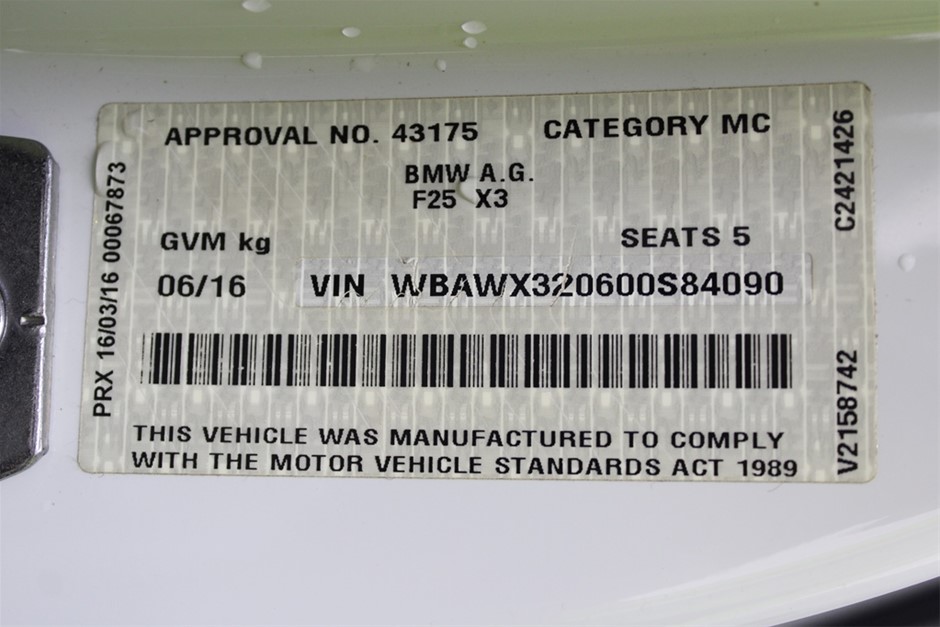 APPROVAL NO. 43175 CATEGORY MC
BMW A.G.
F25 X3
GVM kg SEATS 5
06/16 VIN WBAWX320600S84090
THIS VEHICLE WAS MANUFACTURED TO COMPLY
WITH THE MOTOR VEHICLE STANDARDS ACT 1989
PRX 16/03/16 00067873
C2421426
V2158742